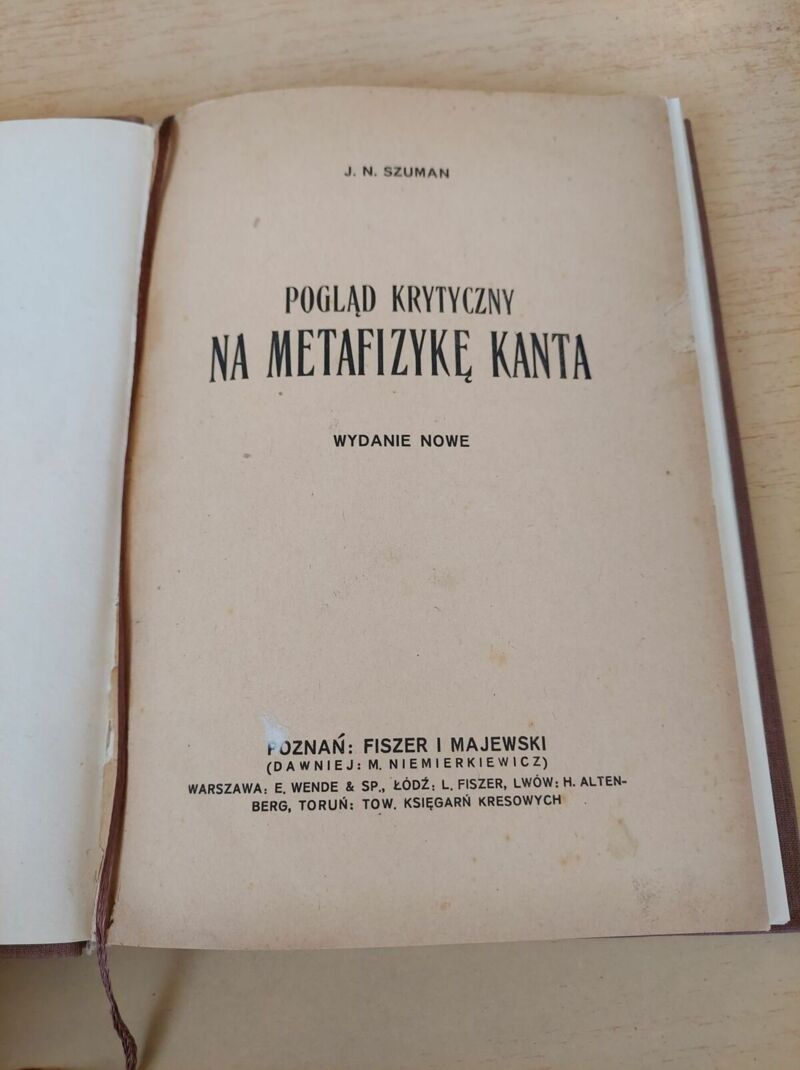 J. N. SZUMAN
POGLĄD KRYTYCZNY
NA METAFIZYKĘ KANTA
WYDANIE NOWE
POZNAŃ: FISZER I MAJEWSKI
(DAWNIEJ: M. NIEMIERKIEWICZ)
WARSZAWA: E. WENDE & SP., ŁÓDŹ: L. FISZER, LWÓW: H. ALTEN-
BERG, TORUŃ: TOW. KSIĘGARŃ KRESOWYCH